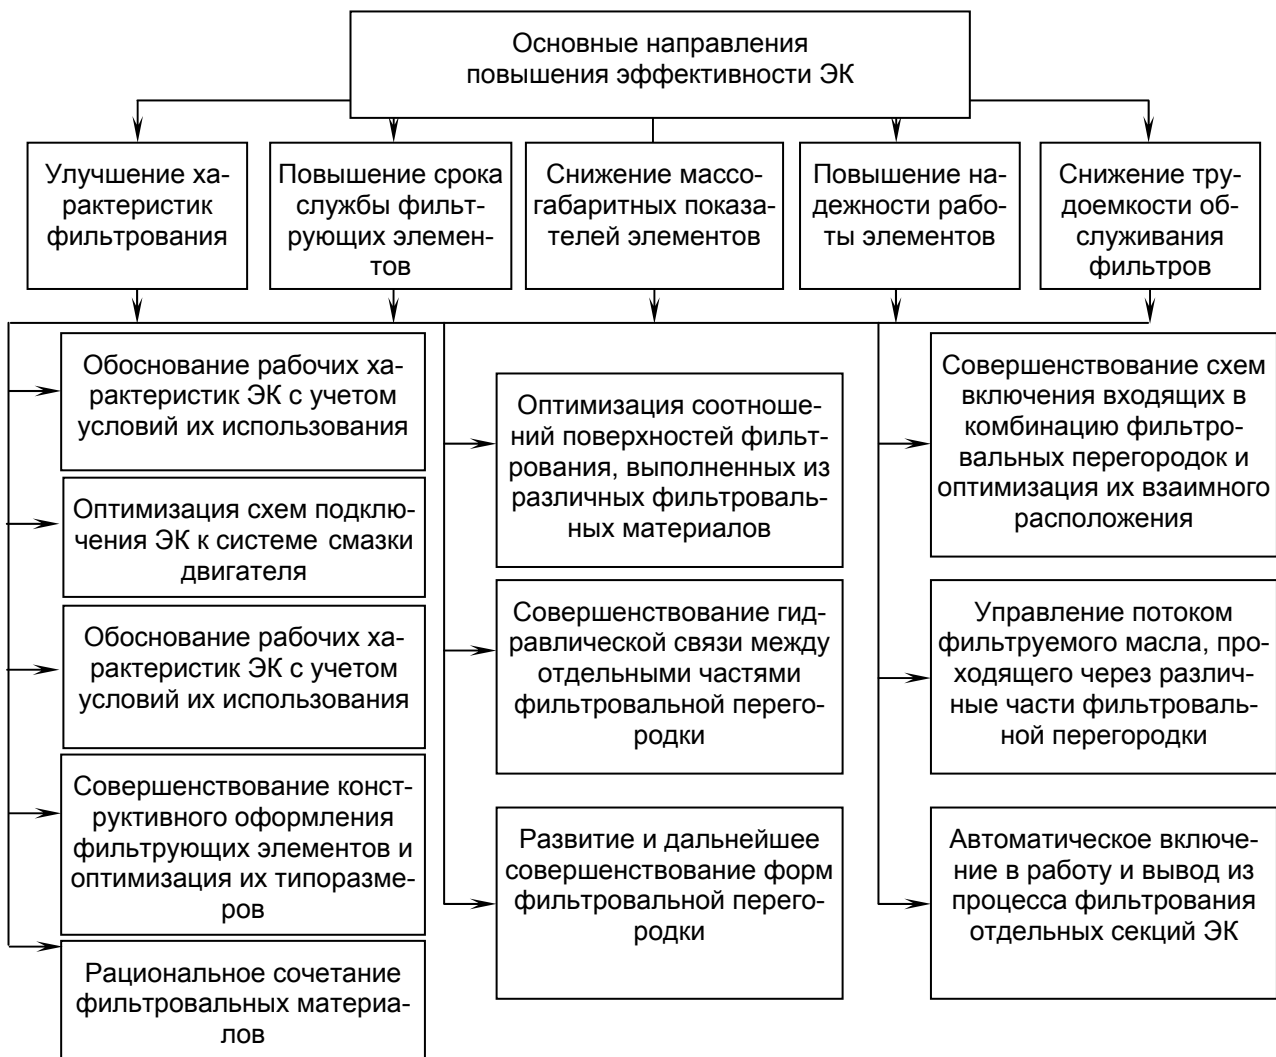 Основные направления
повышения эффективности ЭК
Улучшение ха-
рактеристик
фильтрования
Повышение срока
службы фильт-
рующих элемен-
тов
Снижение массо-
габаритных показа-
телей элементов
Повышение на-
дежности рабо-
ты элементов
Снижение тру-
доемкости об-
служивания
фильтров
Обоснование рабочих ха-
рактеристик ЭК с учетом
условий их использования
Оптимизация схем подклю-
чения ЭК к системе смазки
двигателя
Обоснование рабочих ха-
рактеристик ЭК с учетом
условий их использования
Совершенствование конст-
руктивного оформления
фильтрующих элементов и
оптимизация их типоразме-
ров
Рациональное сочетание
фильтровальных материа-
лов
Оптимизация соотноше-
ний поверхностей фильт-
рования, выполненных из
различных фильтроваль-
ных материалов
Совершенствование гид-
равлической связи между
отдельными частями
фильтровальной перего-
родки
Развитие и дальнейшее
совершенствование форм
фильтровальной перего-
родки
Совершенствование схем
включения входящих в
комбинацию фильтро-
вальных перегородок и
оптимизация их взаимного
расположения
Управление потоком
фильтруемого масла, про-
ходящего через различ-
ные части фильтроваль-
ной перегородки
Автоматическое включе-
ние в работу и вывод из
процесса фильтрования
отдельных секций ЭК